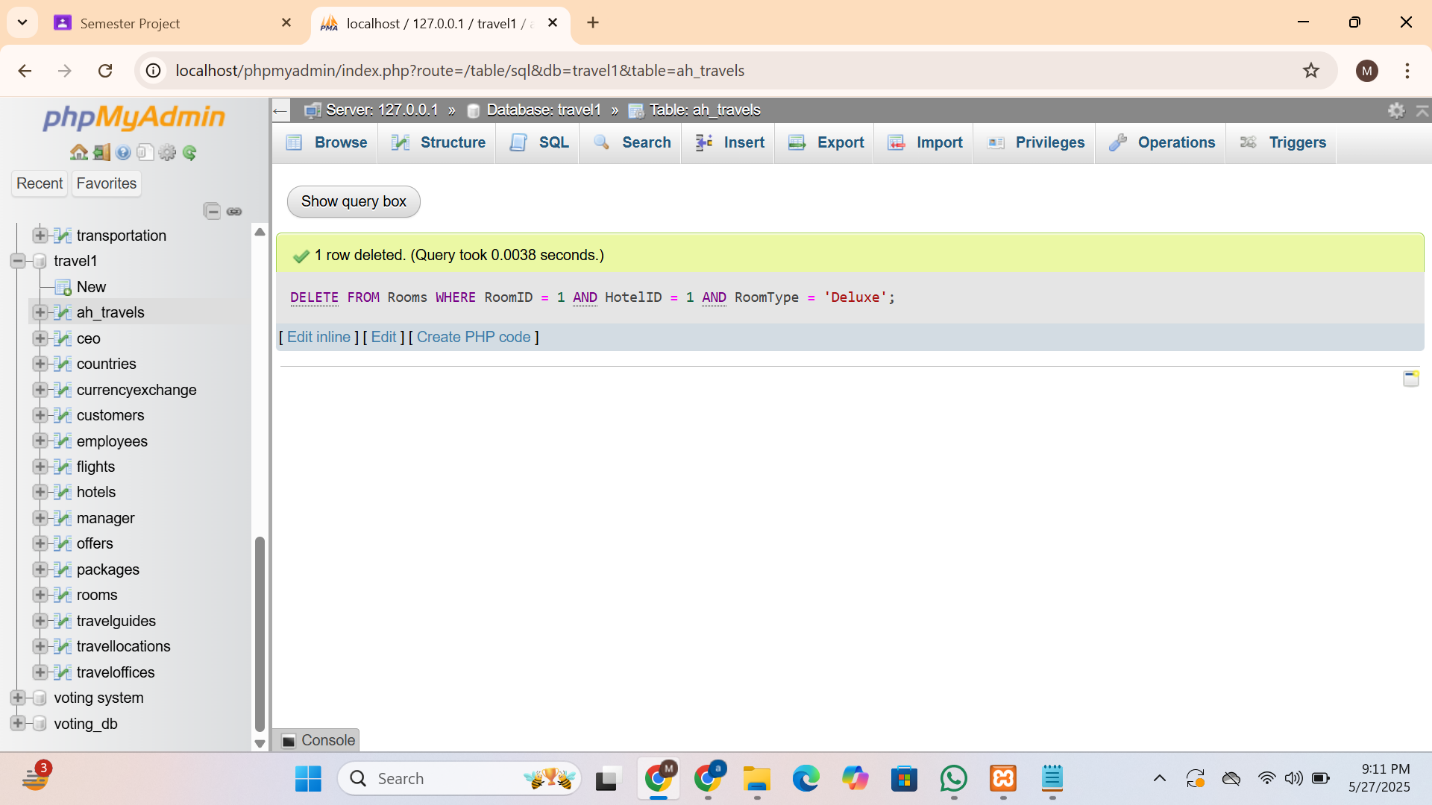 Semester Project
localhost / 127.0.0.1 / travel1 / a
localhost/phpmyadmin/index.php?route=/table/sql&db=travel1&table=ah_travels
M
phpMyAdmin
Recent
Favorites
transportation
travel1
New
ah_travels
ceo
countries
currencyexchange
customers
employees
flights
hotels
manager
offers
packages
rooms
travelguides
travellocations
traveloffices
voting system
voting_db
Server: 127.0.0.1 » Database: travel1 » Table: ah_travels
Browse Structure SQL Search Insert Export Import Privileges Operations Triggers
Show query box
1 row deleted. (Query took 0.0038 seconds.)
DELETE FROM Rooms WHERE RoomID = 1 AND HotelID = 1 AND RoomType = 'Deluxe';
[ Edit inline ] [ Edit ] [ Create PHP code ]
Console
3
Search
M
a
9:11 PM
5/27/2025